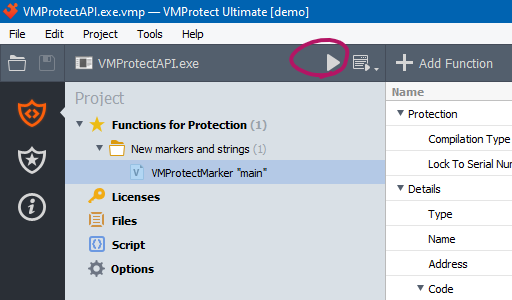 VMProtectAPI.exe.vmp — VMProtect Ultimate [demo]
File Edit Project Tools Help
VMProtectAPI.exe
Add Function
Project
Functions for Protection (1)
New markers and strings (1)
VMProtectMarker "main"
Licenses
Files
Script
Options
Name
Protection
Compilation Type
Lock To Serial Num
Details
Type
Name
Address
Code